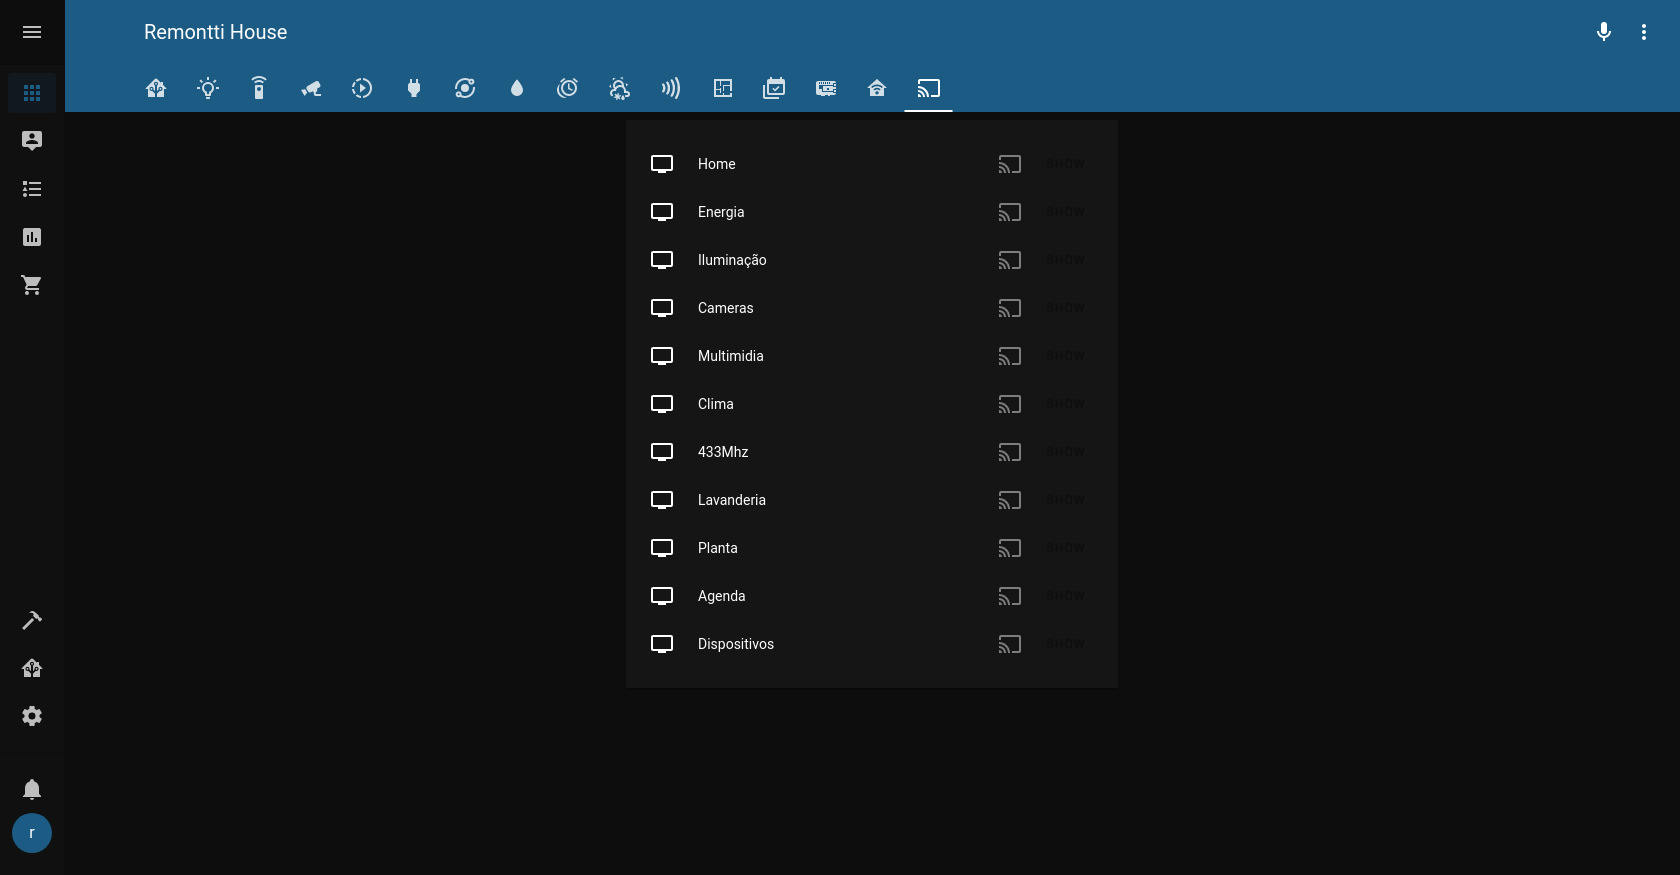 Remontti House
Home SHOW
Energia SHOW
Iluminação SHOW
Cameras SHOW
Multimidia SHOW
Clima SHOW
433Mhz SHOW
Lavanderia SHOW
Planta SHOW
Agenda SHOW
Dispositivos SHOW
r